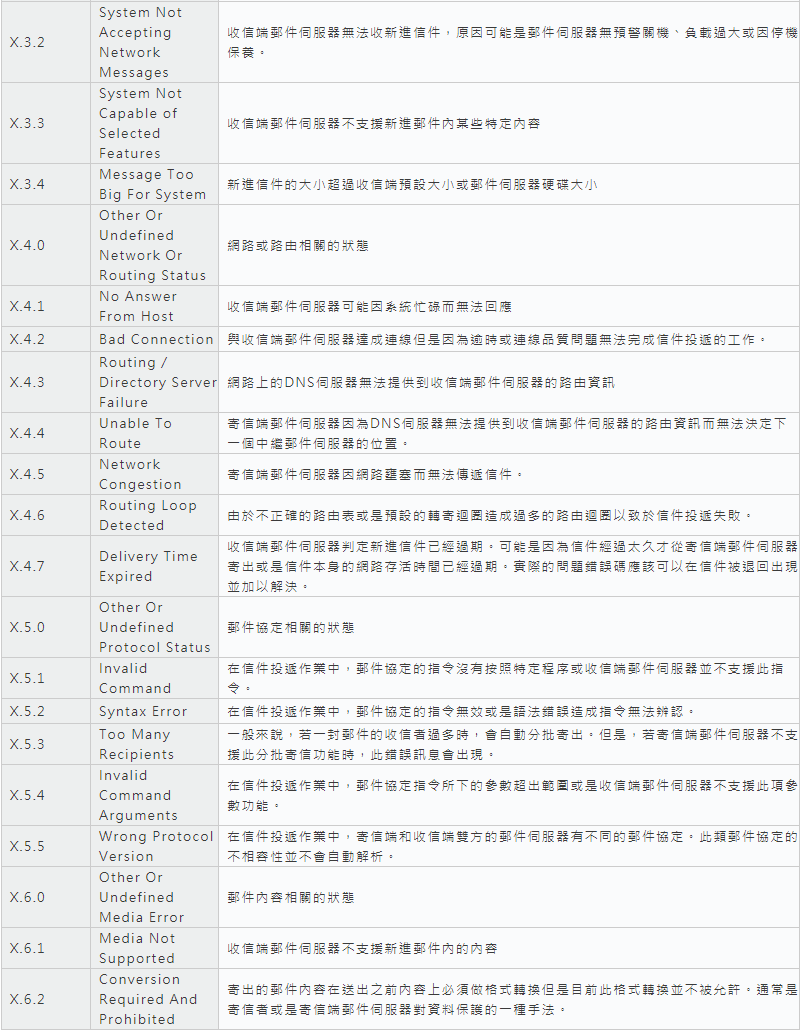 X.3.2
System Not
Accepting
Network
Messages
收信端郵件伺服器無法收新進信件，原因可能是郵件伺服器無預警關機、負載過大或因停機
保養。
X.3.3
System Not
Capable of
Selected
Features
收信端郵件伺服器不支援新進郵件內某些特定內容
X.3.4
Message Too
Big For System
新進信件的大小超過收信端預設大小或郵件伺服器硬碟大小
X.4.0
Other Or
Undefined
Network Or
Routing Status
網路或路由相關的狀態
X.4.1
No Answer
From Host
收信端郵件伺服器可能因系統忙碌而無法回應
X.4.2
Bad Connection
與收信端郵件伺服器達成連線但是因為逾時或連線品質問題無法完成信件投遞的工作。
X.4.3
Routing /
Directory Server
Failure
網路上的DNS伺服器無法提供到收信端郵件伺服器的路由資訊
X.4.4
Unable To
Route
寄信端郵件伺服器因為DNS伺服器無法提供到收信端郵件伺服器的路由資訊而無法決定下
一個中繼郵件伺服器的位置。
X.4.5
Network
Congestion
寄信端郵件伺服器因網路壅塞而無法傳遞信件。
X.4.6
Routing Loop
Detected
由於不正確的路由表或是預設的轉寄迴圈造成過多的路由迴圈以致於信件投遞失敗。
X.4.7
Delivery Time
Expired
收信端郵件伺服器判定新進信件已經過期。可能是因為信件經過太久才從寄信端郵件伺服器
寄出或是信件本身的網路存活時間已經過期。實際的問題錯誤碼應該可以在信件被退回出現
並加以解決。
X.5.0
Other Or
Undefined
Protocol Status
郵件協定相關的狀態
X.5.1
Invalid
Command
在信件投遞作業中，郵件協定的指令沒有按照特定程序或收信端郵件伺服器並不支援此指
令。
X.5.2
Syntax Error
在信件投遞作業中，郵件協定的指令無效或是語法錯誤造成指令無法辨認。
X.5.3
Too Many
Recipients
一般來說，若一封郵件的收信者過多時，會自動分批寄出。但是，若寄信端郵件伺服器不支
援此分批寄信功能時，此錯誤訊息會出現。
X.5.4
Invalid
Command
Arguments
在信件投遞作業中，郵件協定指令所下的參數超出範圍或是收信端郵件伺服器不支援此項參
數功能。
X.5.5
Wrong Protocol
Version
在信件投遞作業中，寄信端和收信端雙方的郵件伺服器有不同的郵件協定。此類郵件協定的
不相容性並不會自動解析。
X.6.0
Other Or
Undefined
Media Error
郵件內容相關的狀態
X.6.1
Media Not
Supported
收信端郵件伺服器不支援新進郵件內的內容
X.6.2
Conversion
Required And
Prohibited
寄出的郵件內容在送出之前內容上必須做格式轉換但是目前此格式轉換並不被允許。通常是
寄信者或是寄信端郵件伺服器對資料保護的一種手法。